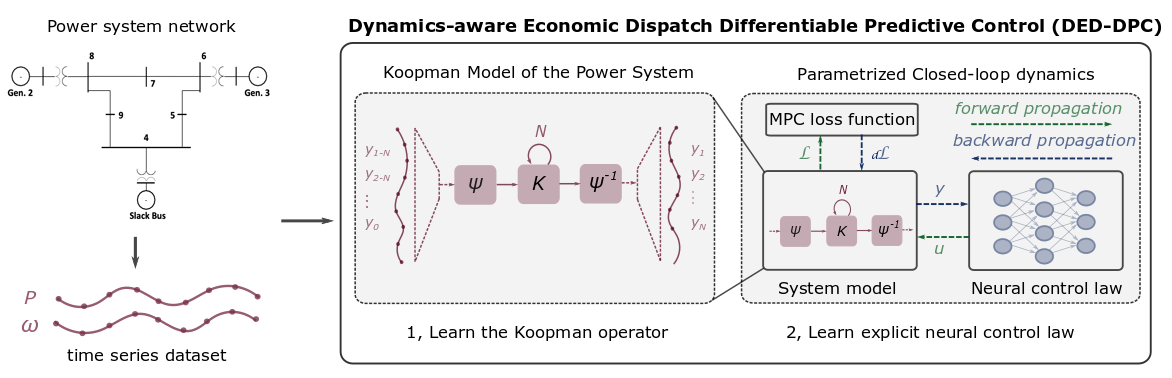 Power system network
8
6
7
Gen. 2
Gen. 3
9
5
4
Slack Bus
P
ω
time series dataset
Dynamics-aware Economic Dispatch Differentiable Predictive Control (DED-DPC)
Koopman Model of the Power System
y1-N
y2-N
⋮
y0
Ψ
N
K
Ψ-1
y1
y2
⋮
yN
1, Learn the Koopman operator
Parametrized Closed-loop dynamics
MPC loss function
forward propagation
backward propagation
ℒ
dℒ
N
Ψ
K
Ψ-1
y
u
System model
Neural control law
2, Learn explicit neural control law